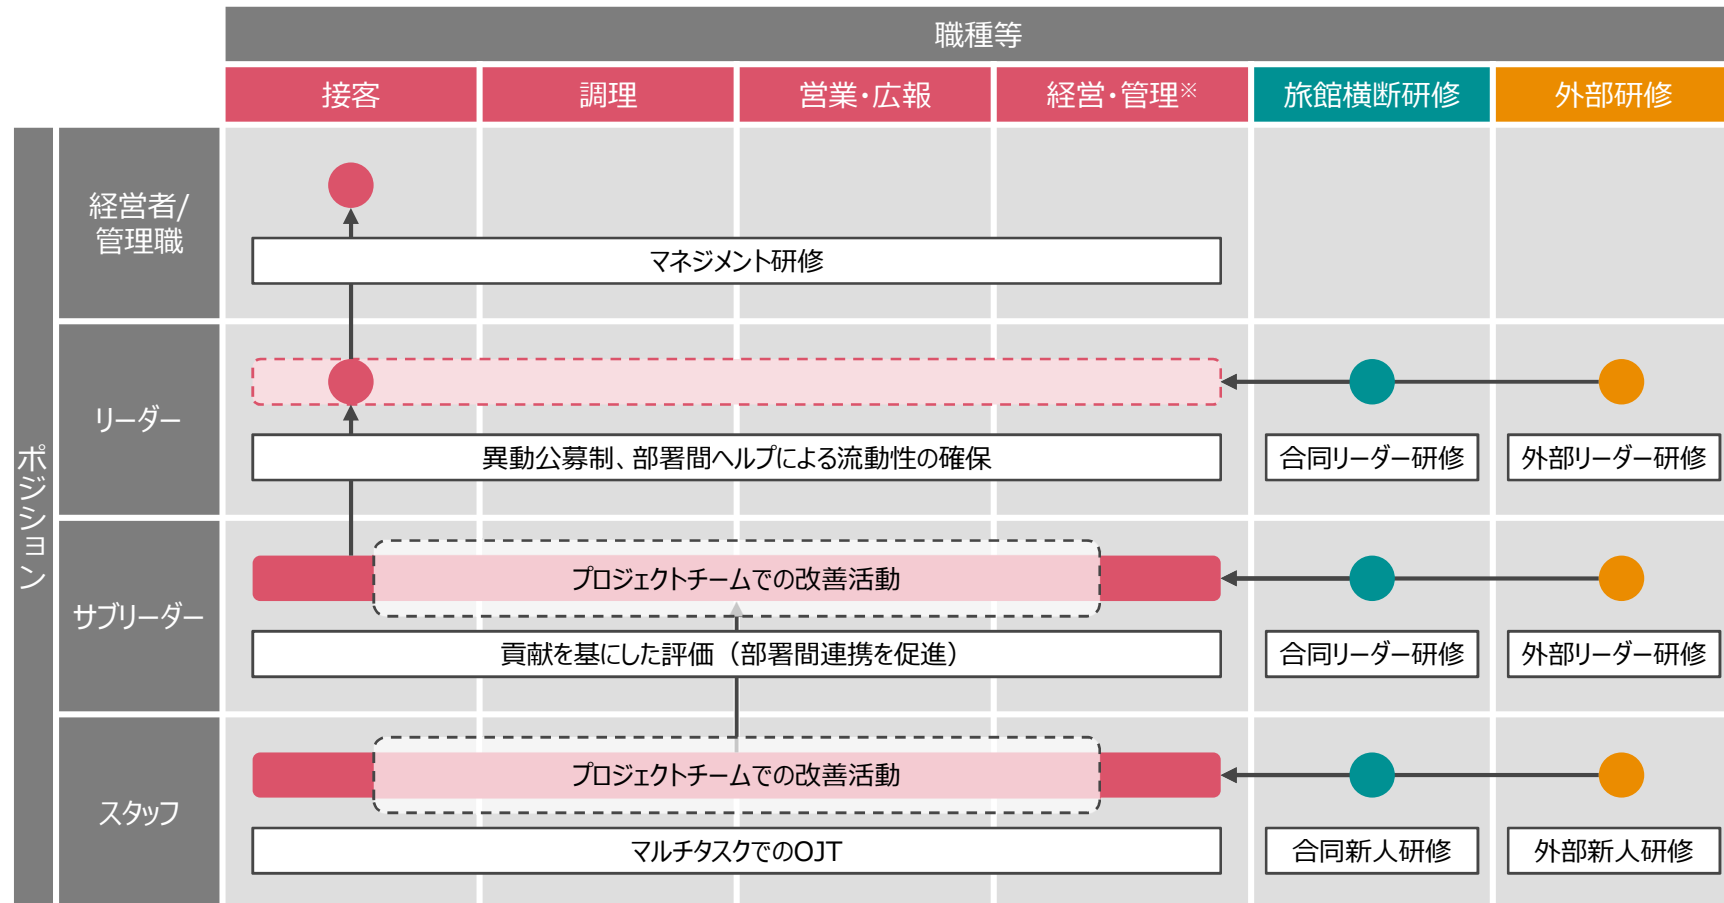 職種等
接客
調理
営業・広報
経営・管理※
旅館横断研修
外部研修
ポジション
経営者/
管理職
マネジメント研修
リーダー
異動公募制、部署間ヘルプによる流動性の確保
合同リーダー研修
外部リーダー研修
サブリーダー
プロジェクトチームでの改善活動
貢献を基にした評価（部署間連携を促進）
合同リーダー研修
外部リーダー研修
スタッフ
プロジェクトチームでの改善活動
マルチタスクでのOJT
合同新人研修
外部新人研修